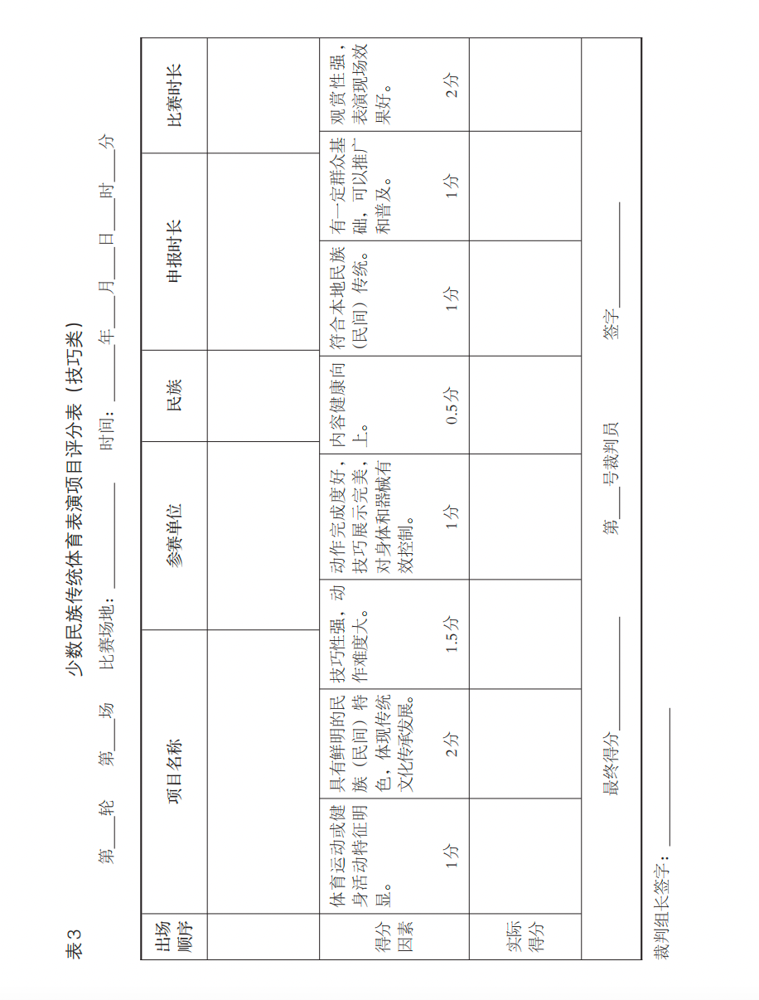 表3
少数民族传统体育表演项目评分表（技巧类）
第___轮 第___场 比赛场地：______ 时间：____年___月___日___时___分
出场
顺序
项目名称
参赛单位
民族
申报时长
比赛时长
得分
因素
体育运动或健
身活动特征明
显。
1分
具有鲜明的民
族（民间）特
色，体现传统
文化传承发展。
2分
技巧性强，动
作难度大。
1.5分
动作完成度好，
技巧展示完美，
对身体和器械有
效控制。
1分
内容健康向
上。
0.5分
符合本地民族
（民间）传统。
1分
有一定群众基
础，可以推广
和普及。
1分
观赏性强，
表演现场效
果好。
2分
实际
得分
最终得分________ 第___号裁判员 签字________
裁判组长签字：________